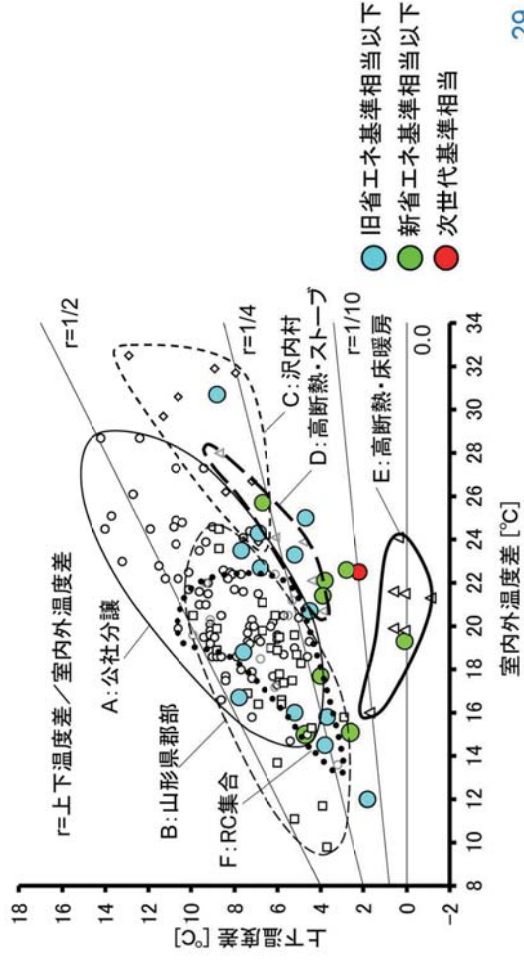 上下温度差 [℃]
18
16
14
12
10
8
6
4
2
0
-2
r=上下温度差／室内外温度差
A:公社分譲
B:山形県郡部
F:RC集合
r=1/2
r=1/4
C:沢内村
D:高断熱・ストーブ
r=1/10
E:高断熱・床暖房
0.0
8 10 12 14 16 18 20 22 24 26 28 30 32 34
室内外温度差 [℃]
旧省エネ基準相当以下
新省エネ基準相当以下
次世代基準相当
29